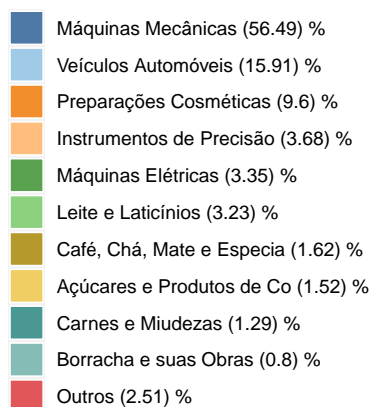 Máquinas Mecânicas (56.49) %
Veículos Automóveis (15.91) %
Preparações Cosméticas (9.6) %
Instrumentos de Precisão (3.68) %
Máquinas Elétricas (3.35) %
Leite e Laticínios (3.23) %
Café, Chá, Mate e Especia (1.62) %
Açúcares e Produtos de Co (1.52) %
Carnes e Miudezas (1.29) %
Borracha e suas Obras (0.8) %
Outros (2.51) %